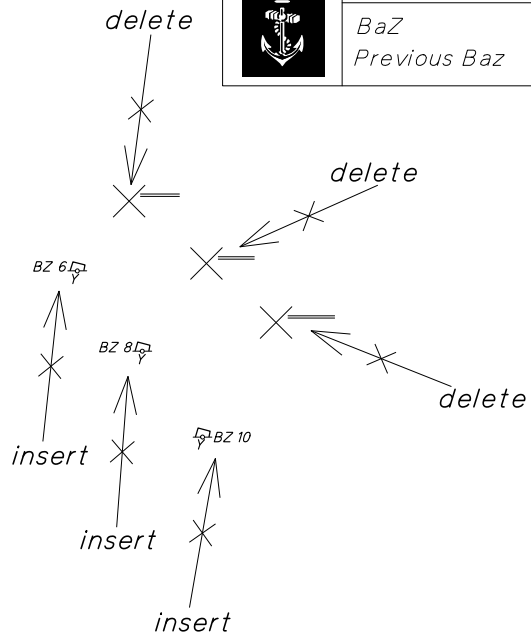 delete
BaZ
Previous Baz
delete
BZ 6
Y
BZ 8
Y
delete
BZ 10
Y
insert
insert
insert